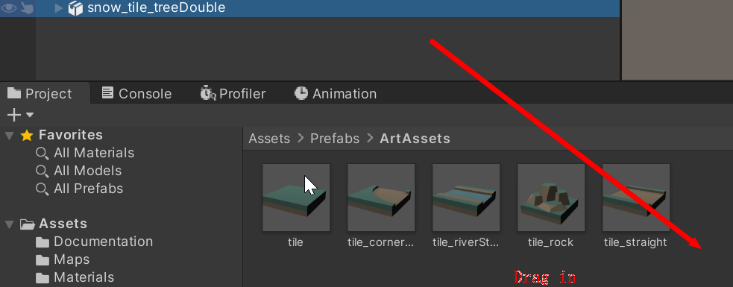 snow_tile_treeDouble
Project Console Profiler Animation
Favorites
All Materials
All Models
All Prefabs
Assets
Documentation
Maps
Materials
Assets > Prefabs > ArtAssets
tile tile_corner... tile_riverSt... tile_rock tile_straight
Drag in